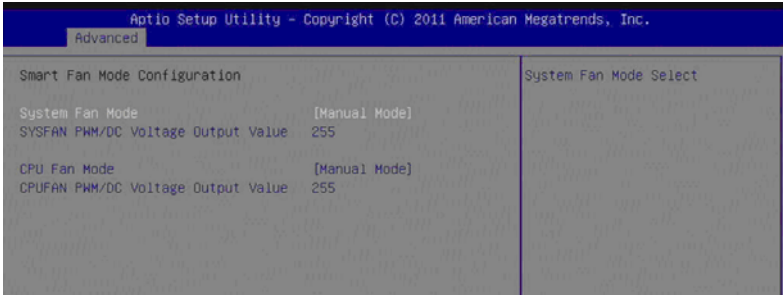 Aptio Setup Utility - Copyright (C) 2011 American Megatrends, Inc.
Advanced
Smart Fan Mode Configuration
System Fan Mode [Manual Mode]
SYSFAN PWM/DC Voltage Output Value 255
CPU Fan Mode [Manual Mode]
CPUFAN PWM/DC Voltage Output Value 255
System Fan Mode Select